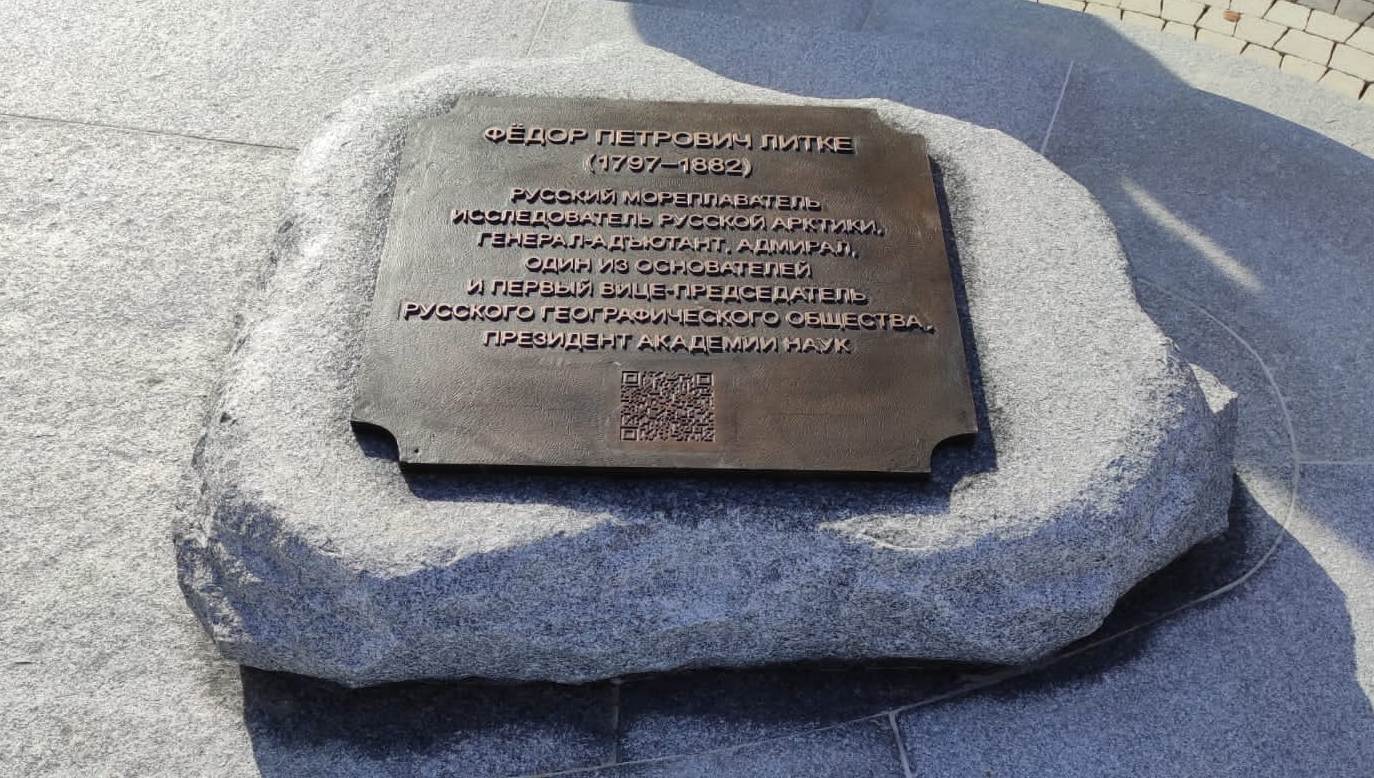 ФЁДОР ПЕТРОВИЧ ЛИТКЕ
(1797–1882)
РУССКИЙ МОРЕПЛАВАТЕЛЬ
ИССЛЕДОВАТЕЛЬ РУССКОЙ АРКТИКИ,
ГЕНЕРАЛ-АДЪЮТАНТ, АДМИРАЛ,
ОДИН ИЗ ОСНОВАТЕЛЕЙ
И ПЕРВЫЙ ВИЦЕ-ПРЕДСЕДАТЕЛЬ
РУССКОГО ГЕОГРАФИЧЕСКОГО ОБЩЕСТВА,
ПРЕЗИДЕНТ АКАДЕМИИ НАУК